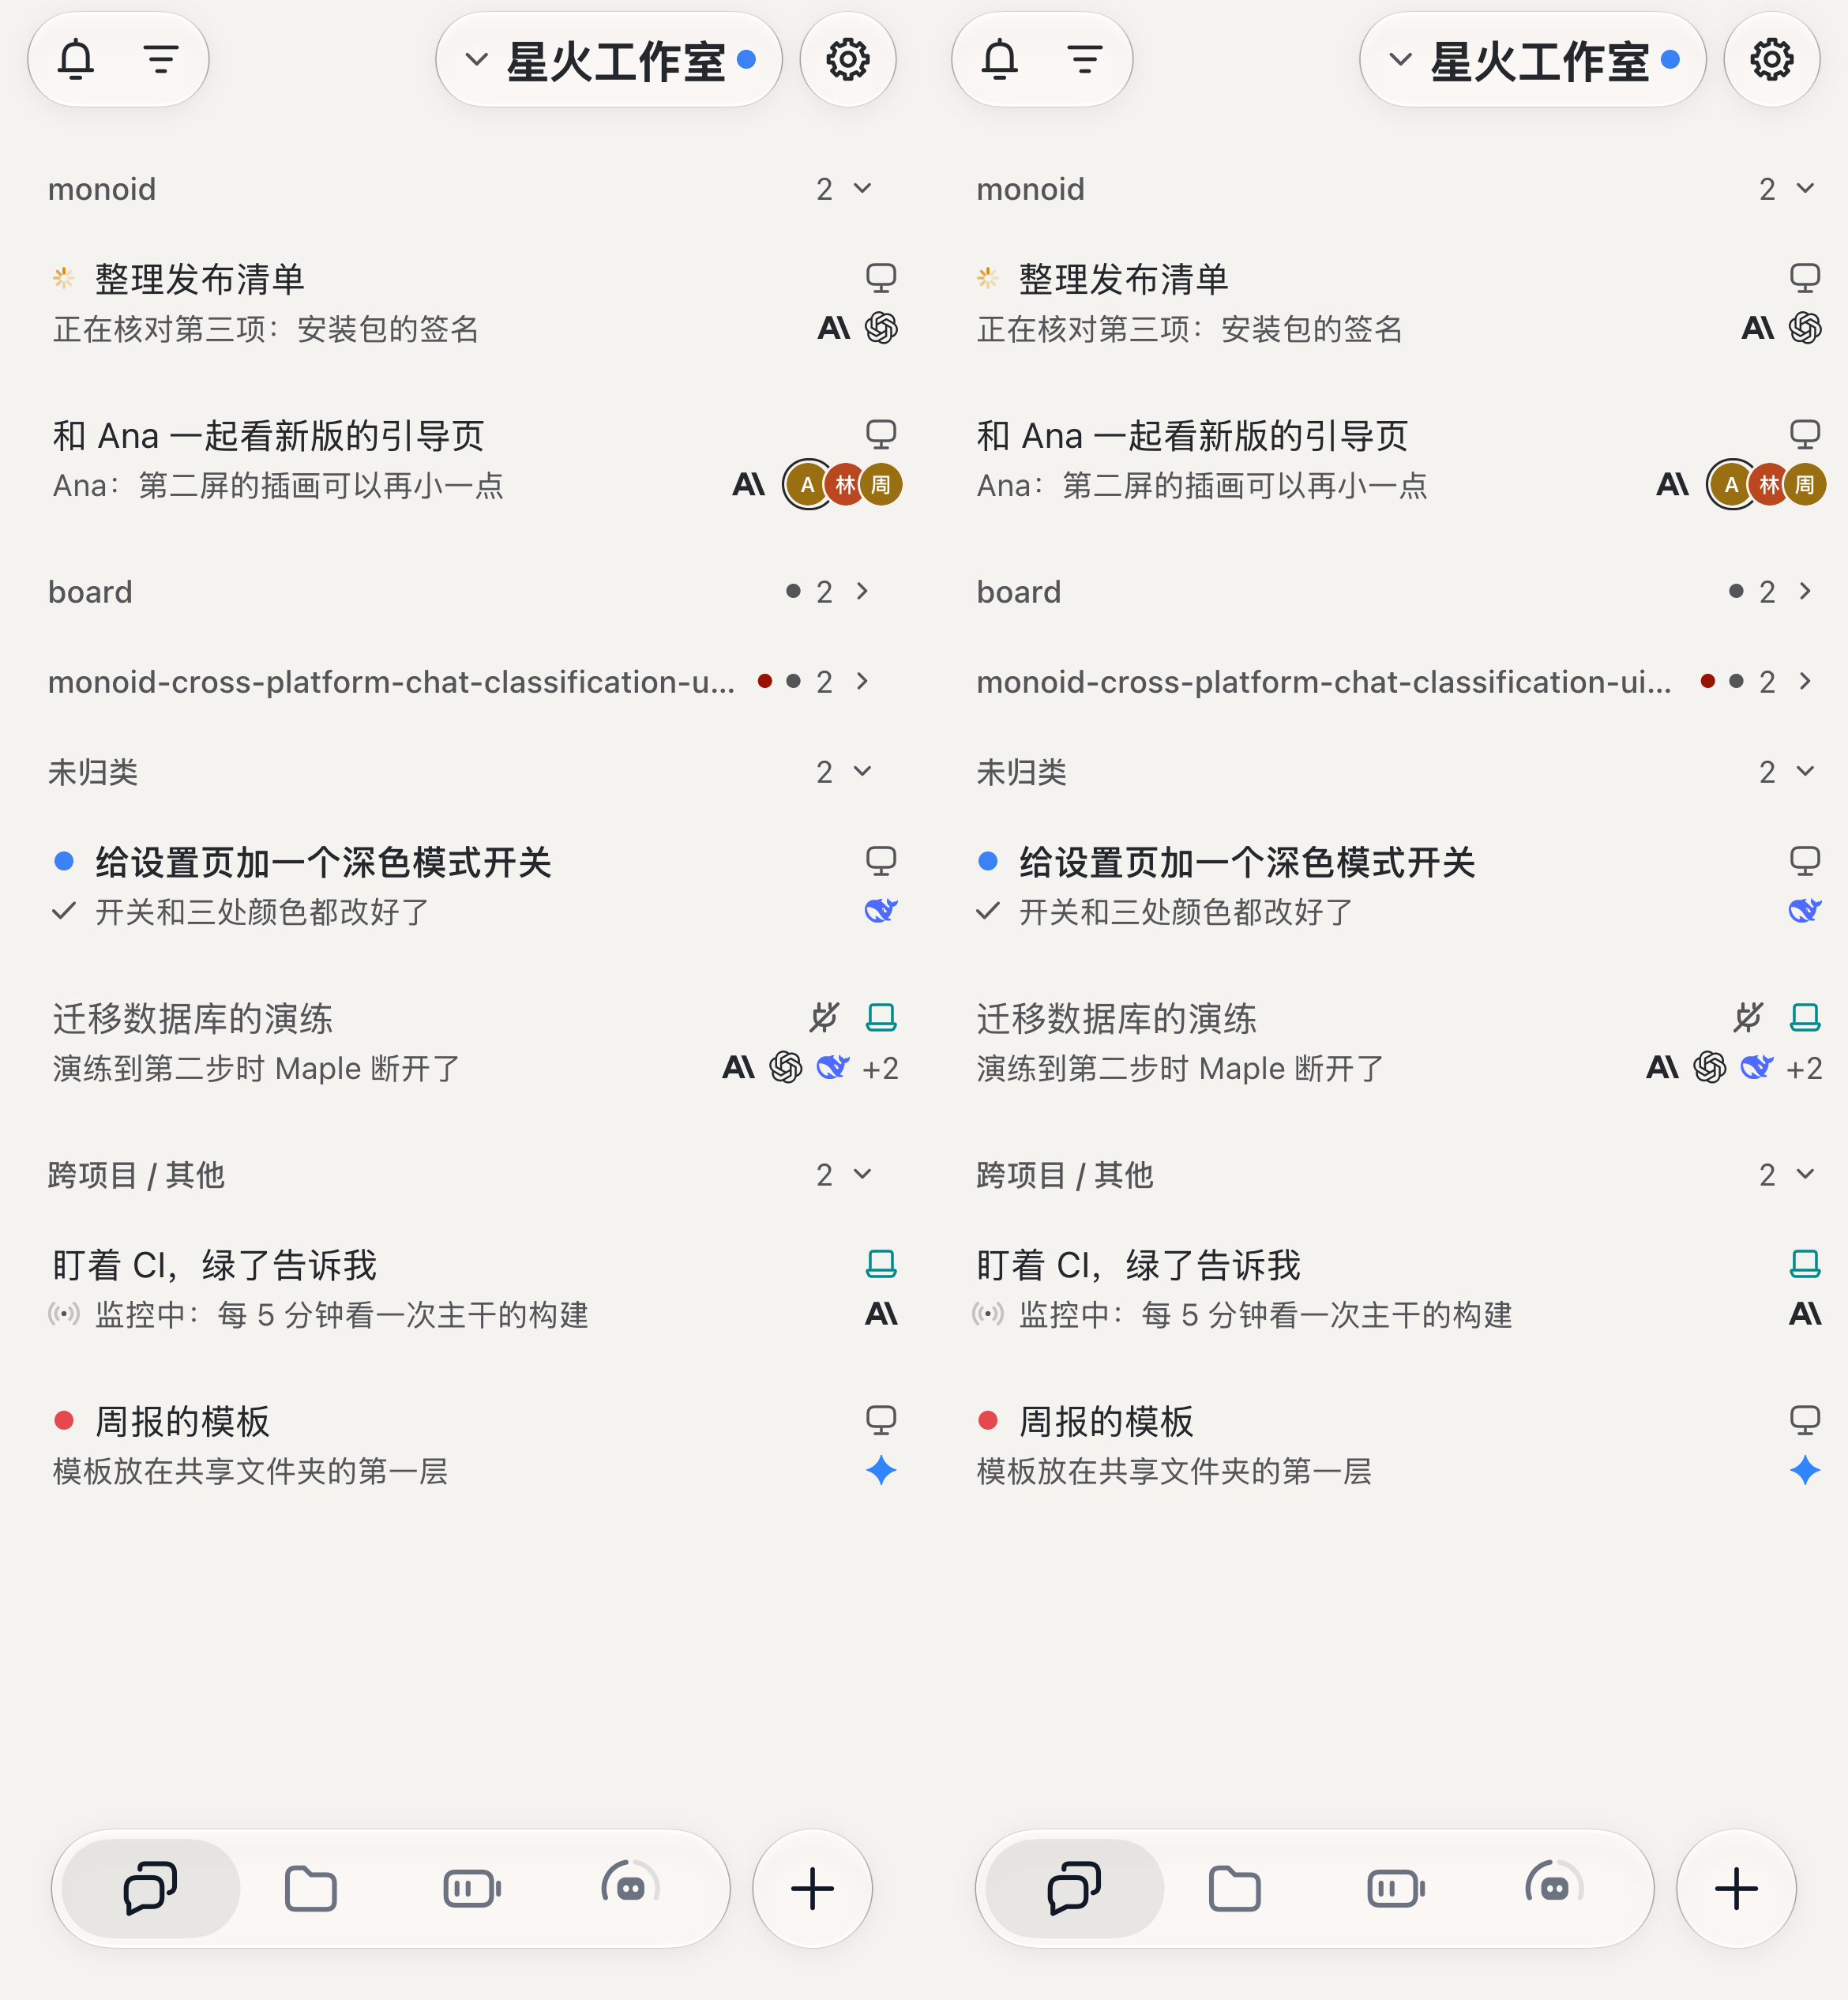 星火工作室
monoid 2
整理发布清单
正在核对第三项：安装包的签名
和 Ana 一起看新版的引导页
Ana：第二屏的插画可以再小一点 A 林 周
board 2
monoid-cross-platform-chat-classification-u... 2
未归类 2
给设置页加一个深色模式开关
开关和三处颜色都改好了
迁移数据库的演练
演练到第二步时 Maple 断开了 +2
跨项目 / 其他 2
盯着 CI，绿了告诉我
监控中：每 5 分钟看一次主干的构建
周报的模板
模板放在共享文件夹的第一层
星火工作室
monoid 2
整理发布清单
正在核对第三项：安装包的签名
和 Ana 一起看新版的引导页
Ana：第二屏的插画可以再小一点 A 林 周
board 2
monoid-cross-platform-chat-classification-ui... 2
未归类 2
给设置页加一个深色模式开关
开关和三处颜色都改好了
迁移数据库的演练
演练到第二步时 Maple 断开了 +2
跨项目 / 其他 2
盯着 CI，绿了告诉我
监控中：每 5 分钟看一次主干的构建
周报的模板
模板放在共享文件夹的第一层